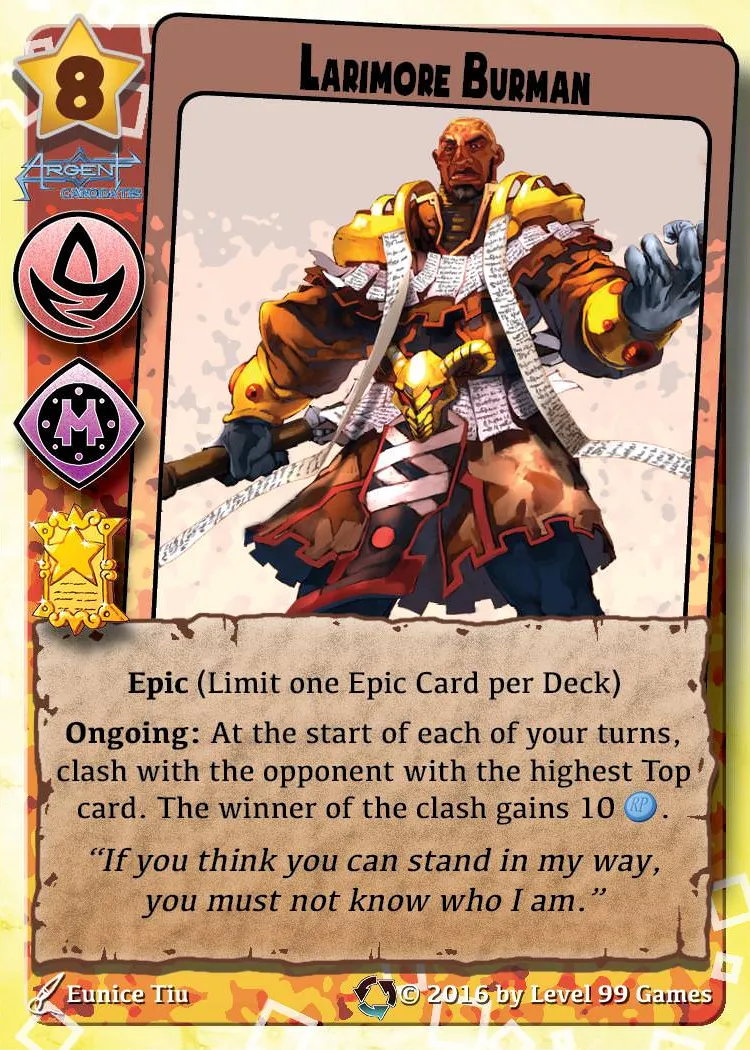 8
LARIMORE BURMAN
ARGENT
M
Epic (Limit one Epic Card per Deck)
Ongoing: At the start of each of your turns,
clash with the opponent with the highest Top
card. The winner of the clash gains 10 RP.
“If you think you can stand in my way,
you must not know who I am.”
Eunice Tiu
© 2016 by Level 99 Games